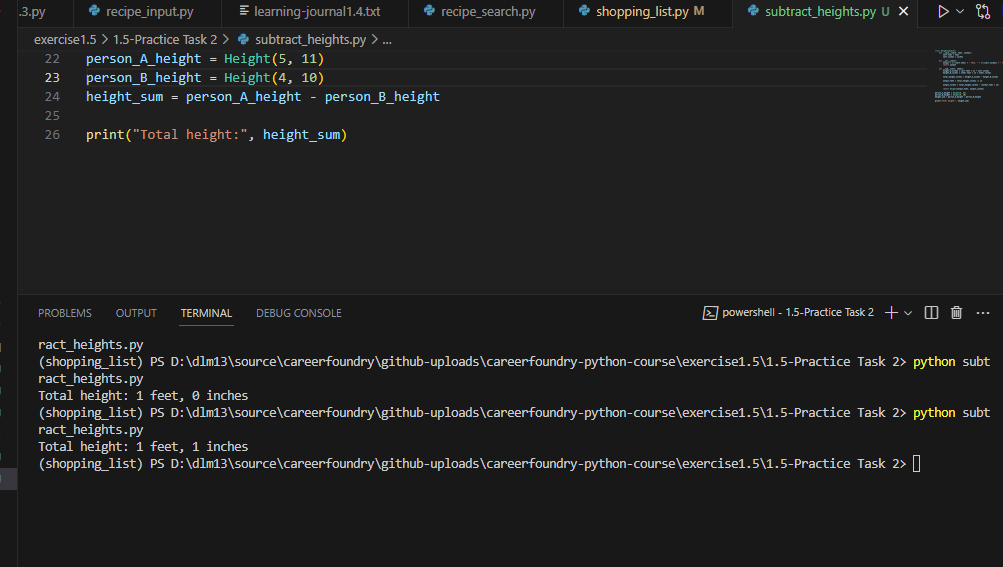 .3.py recipe_input.py learning-journal1.4.txt recipe_search.py shopping_list.py M subtract_heights.py U
exercise1.5 > 1.5-Practice Task 2 > subtract_heights.py > ...
22 person_A_height = Height(5, 11)
23 person_B_height = Height(4, 10)
24 height_sum = person_A_height - person_B_height
25
26 print("Total height:", height_sum)
PROBLEMS OUTPUT TERMINAL DEBUG CONSOLE powershell - 1.5-Practice Task 2
ract_heights.py
(shopping_list) PS D:\dlm13\source\careerfoundry\github-uploads\careerfoundry-python-course\exercise1.5\1.5-Practice Task 2> python subt
ract_heights.py
Total height: 1 feet, 0 inches
(shopping_list) PS D:\dlm13\source\careerfoundry\github-uploads\careerfoundry-python-course\exercise1.5\1.5-Practice Task 2> python subt
ract_heights.py
Total height: 1 feet, 1 inches
(shopping_list) PS D:\dlm13\source\careerfoundry\github-uploads\careerfoundry-python-course\exercise1.5\1.5-Practice Task 2>